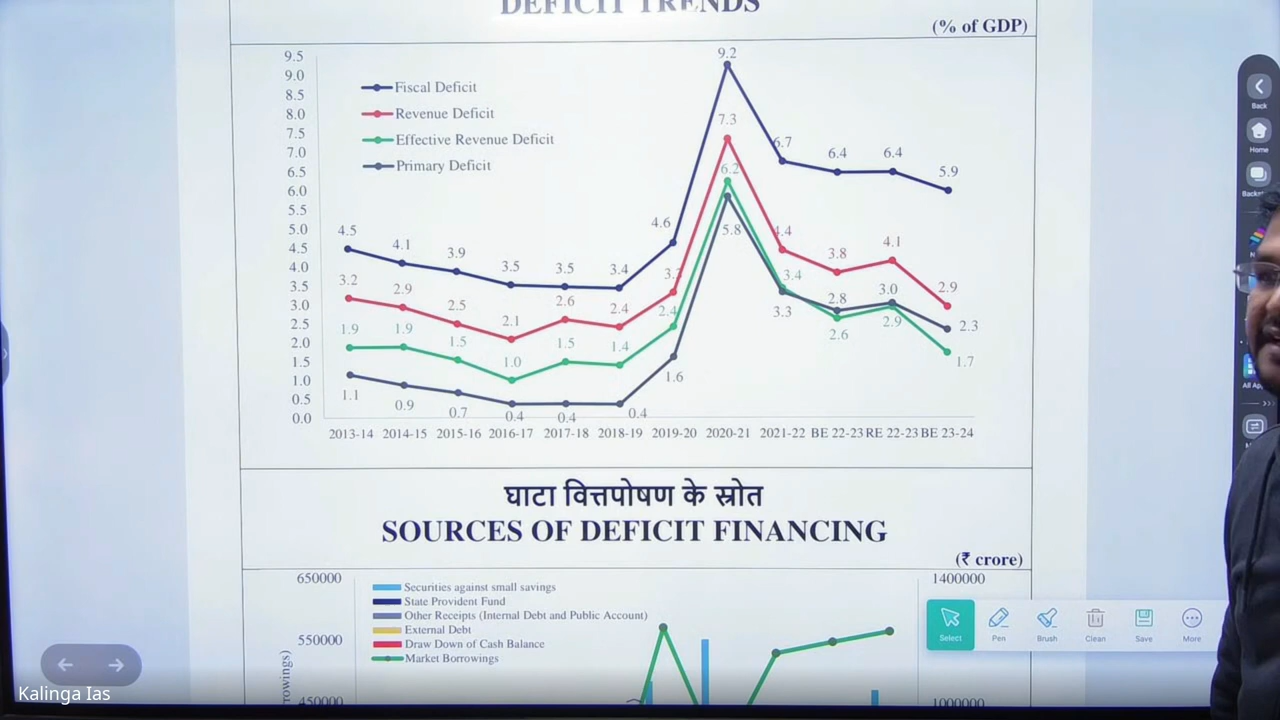 DEFICIT TRENDS
(% of GDP)
9.5
9.0
8.5
8.0
7.5
7.0
6.5
6.0
5.5
5.0
4.5
4.0
3.5
3.0
2.5
2.0
1.5
1.0
0.5
0.0
Fiscal Deficit
Revenue Deficit
Effective Revenue Deficit
Primary Deficit
4.5 4.1 3.9 3.5 3.5 3.4 4.6 9.2 6.7 6.4 6.4 5.9
3.2 2.9 2.5 2.1 2.6 2.4 7.3 4.4 3.8 4.1 2.9
1.9 1.9 1.5 1.0 1.5 1.4 2.4 6.2 3.4 2.6 2.9 1.7
1.1 0.9 0.7 0.4 0.4 0.4 1.6 5.8 3.3 2.8 3.0 2.3
2013-14 2014-15 2015-16 2016-17 2017-18 2018-19 2019-20 2020-21 2021-22 BE 22-23 RE 22-23 BE 23-24
घाटा वित्तपोषण के स्रोत
SOURCES OF DEFICIT FINANCING
(₹ crore)
650000
550000
450000
1400000
1000000
Securities against small savings
State Provident Fund
Other Receipts (Internal Debt and Public Account)
External Debt
Draw Down of Cash Balance
Market Borrowings
Back
Home
Select Pen Brush Clean Save More
Kalinga Ias